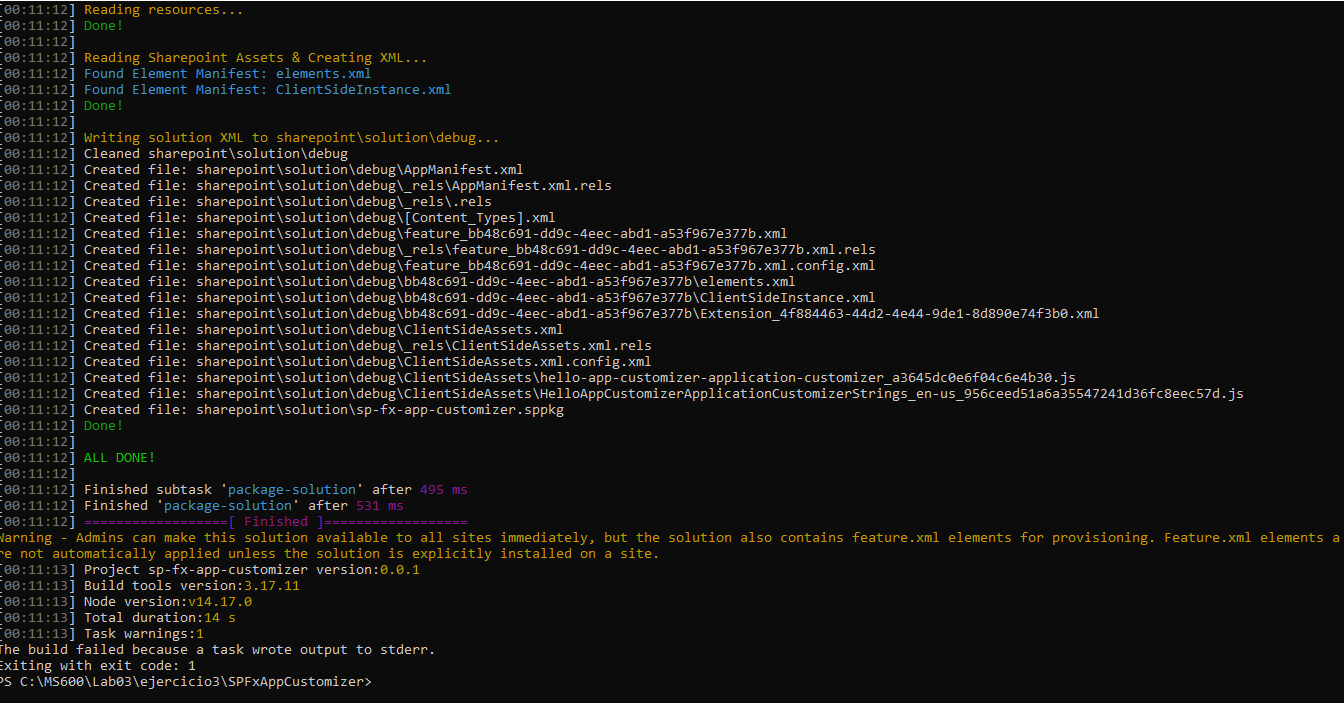 [00:11:12] Reading resources...
[00:11:12] Done!
[00:11:12]
[00:11:12] Reading Sharepoint Assets & Creating XML...
[00:11:12] Found Element Manifest: elements.xml
[00:11:12] Found Element Manifest: ClientSideInstance.xml
[00:11:12] Done!
[00:11:12]
[00:11:12] Writing solution XML to sharepoint\solution\debug...
[00:11:12] Cleaned sharepoint\solution\debug
[00:11:12] Created file: sharepoint\solution\debug\AppManifest.xml
[00:11:12] Created file: sharepoint\solution\debug\_rels\AppManifest.xml.rels
[00:11:12] Created file: sharepoint\solution\debug\_rels\.rels
[00:11:12] Created file: sharepoint\solution\debug\[Content_Types].xml
[00:11:12] Created file: sharepoint\solution\debug\feature_bb48c691-dd9c-4eec-abd1-a53f967e377b.xml
[00:11:12] Created file: sharepoint\solution\debug\_rels\feature_bb48c691-dd9c-4eec-abd1-a53f967e377b.xml.rels
[00:11:12] Created file: sharepoint\solution\debug\feature_bb48c691-dd9c-4eec-abd1-a53f967e377b.xml.config.xml
[00:11:12] Created file: sharepoint\solution\debug\bb48c691-dd9c-4eec-abd1-a53f967e377b\elements.xml
[00:11:12] Created file: sharepoint\solution\debug\bb48c691-dd9c-4eec-abd1-a53f967e377b\ClientSideInstance.xml
[00:11:12] Created file: sharepoint\solution\debug\bb48c691-dd9c-4eec-abd1-a53f967e377b\Extension_4f884463-44d2-4e44-9de1-8d890e74f3b0.xml
[00:11:12] Created file: sharepoint\solution\debug\ClientSideAssets.xml
[00:11:12] Created file: sharepoint\solution\debug\_rels\ClientSideAssets.xml.rels
[00:11:12] Created file: sharepoint\solution\debug\ClientSideAssets.xml.config.xml
[00:11:12] Created file: sharepoint\solution\debug\ClientSideAssets\hello-app-customizer-application-customizer_a3645dc0e6f04c6e4b30.js
[00:11:12] Created file: sharepoint\solution\debug\ClientSideAssets\HelloAppCustomizerApplicationCustomizerStrings_en-us_956ceed51a6a35547241d36fc8eec57d.js
[00:11:12] Created file: sharepoint\solution\sp-fx-app-customizer.sppkg
[00:11:12] Done!
[00:11:12]
[00:11:12] ALL DONE!
[00:11:12]
[00:11:12] Finished subtask 'package-solution' after 495 ms
[00:11:12] Finished 'package-solution' after 531 ms
[00:11:12] ==================[ Finished ]==================
Warning - Admins can make this solution available to all sites immediately, but the solution also contains feature.xml elements for provisioning. Feature.xml elements a
re not automatically applied unless the solution is explicitly installed on a site.
[00:11:13] Project sp-fx-app-customizer version:0.0.1
[00:11:13] Build tools version:3.17.11
[00:11:13] Node version:v14.17.0
[00:11:13] Total duration:14 s
[00:11:13] Task warnings:1
The build failed because a task wrote output to stderr.
Exiting with exit code: 1
PS C:\MS600\Lab03\ejercicio3\SPFxAppCustomizer>